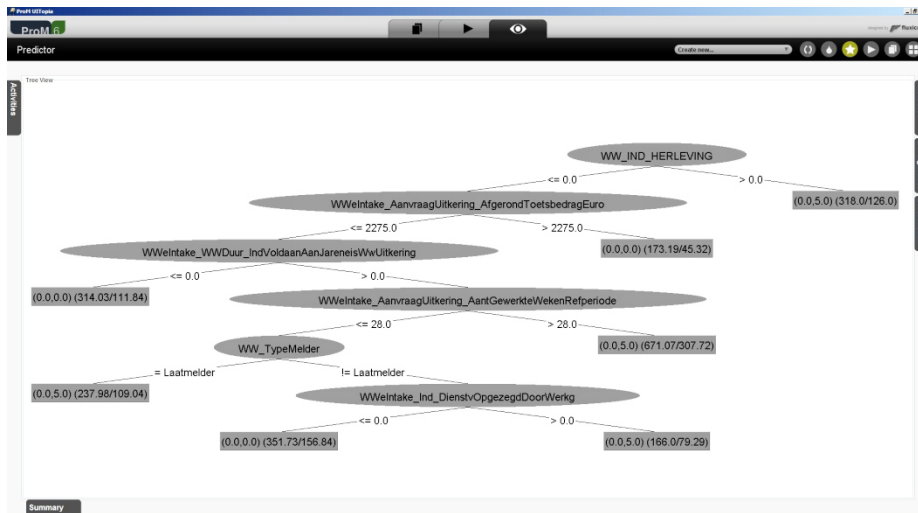 ProM UITopia
ProM 6
Predictor
Create new...
Activities
Tree View
WW_IND_HERLEVING
<= 0.0
> 0.0
WWeIntake_AanvraagUitkering_AfgerondToetsbedragEuro
(0.0,5.0) (318.0/126.0)
<= 2275.0
> 2275.0
WWeIntake_WWDuur_IndVoldaanAanJareneisWwUitkering
(0.0,0.0) (173.19/45.32)
<= 0.0
> 0.0
(0.0,0.0) (314.03/111.84)
WWeIntake_AanvraagUitkering_AantGewerkteWekenRefperiode
<= 28.0
> 28.0
WW_TypeMelder
(0.0,5.0) (671.07/307.72)
= Laatmelder
!= Laatmelder
(0.0,5.0) (237.98/109.04)
WWeIntake_Ind_DienstvOpgezegdDoorWerkg
<= 0.0
> 0.0
(0.0,0.0) (351.73/156.84)
(0.0,5.0) (166.0/79.29)
Summary